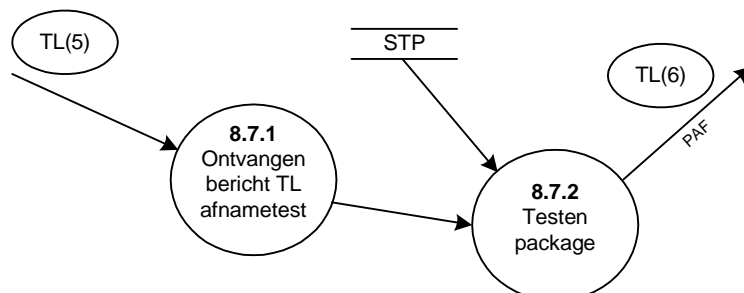 TL(5)
STP
TL(6)
PAF
8.7.1
Ontvangen
bericht TL
afnametest
8.7.2
Testen
package